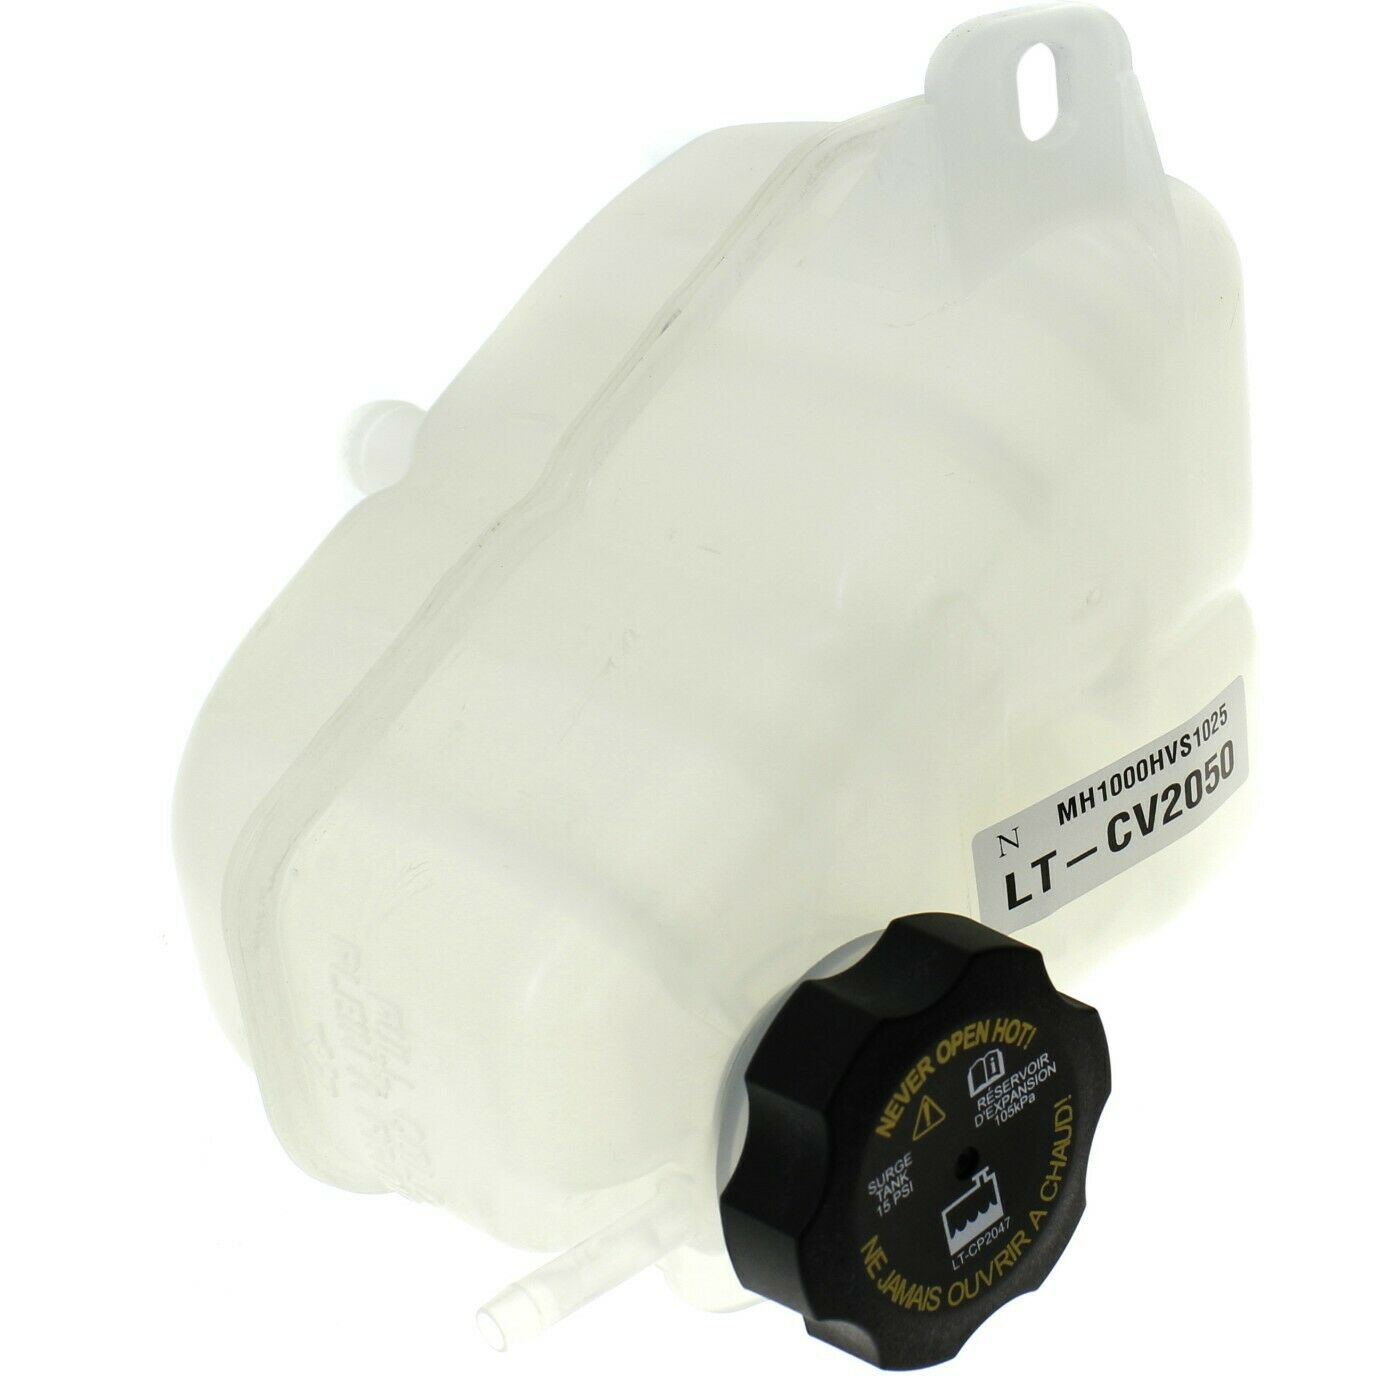 MH1000HVS1025
N
LT-CV2050
NEVER OPEN HOT!
RÉSERVOIR
D'EXPANSION
105kPa
SURGE
TANK
15 PSI
LT-CP2047
NE JAMAIS OUVRIR A CHAUD!